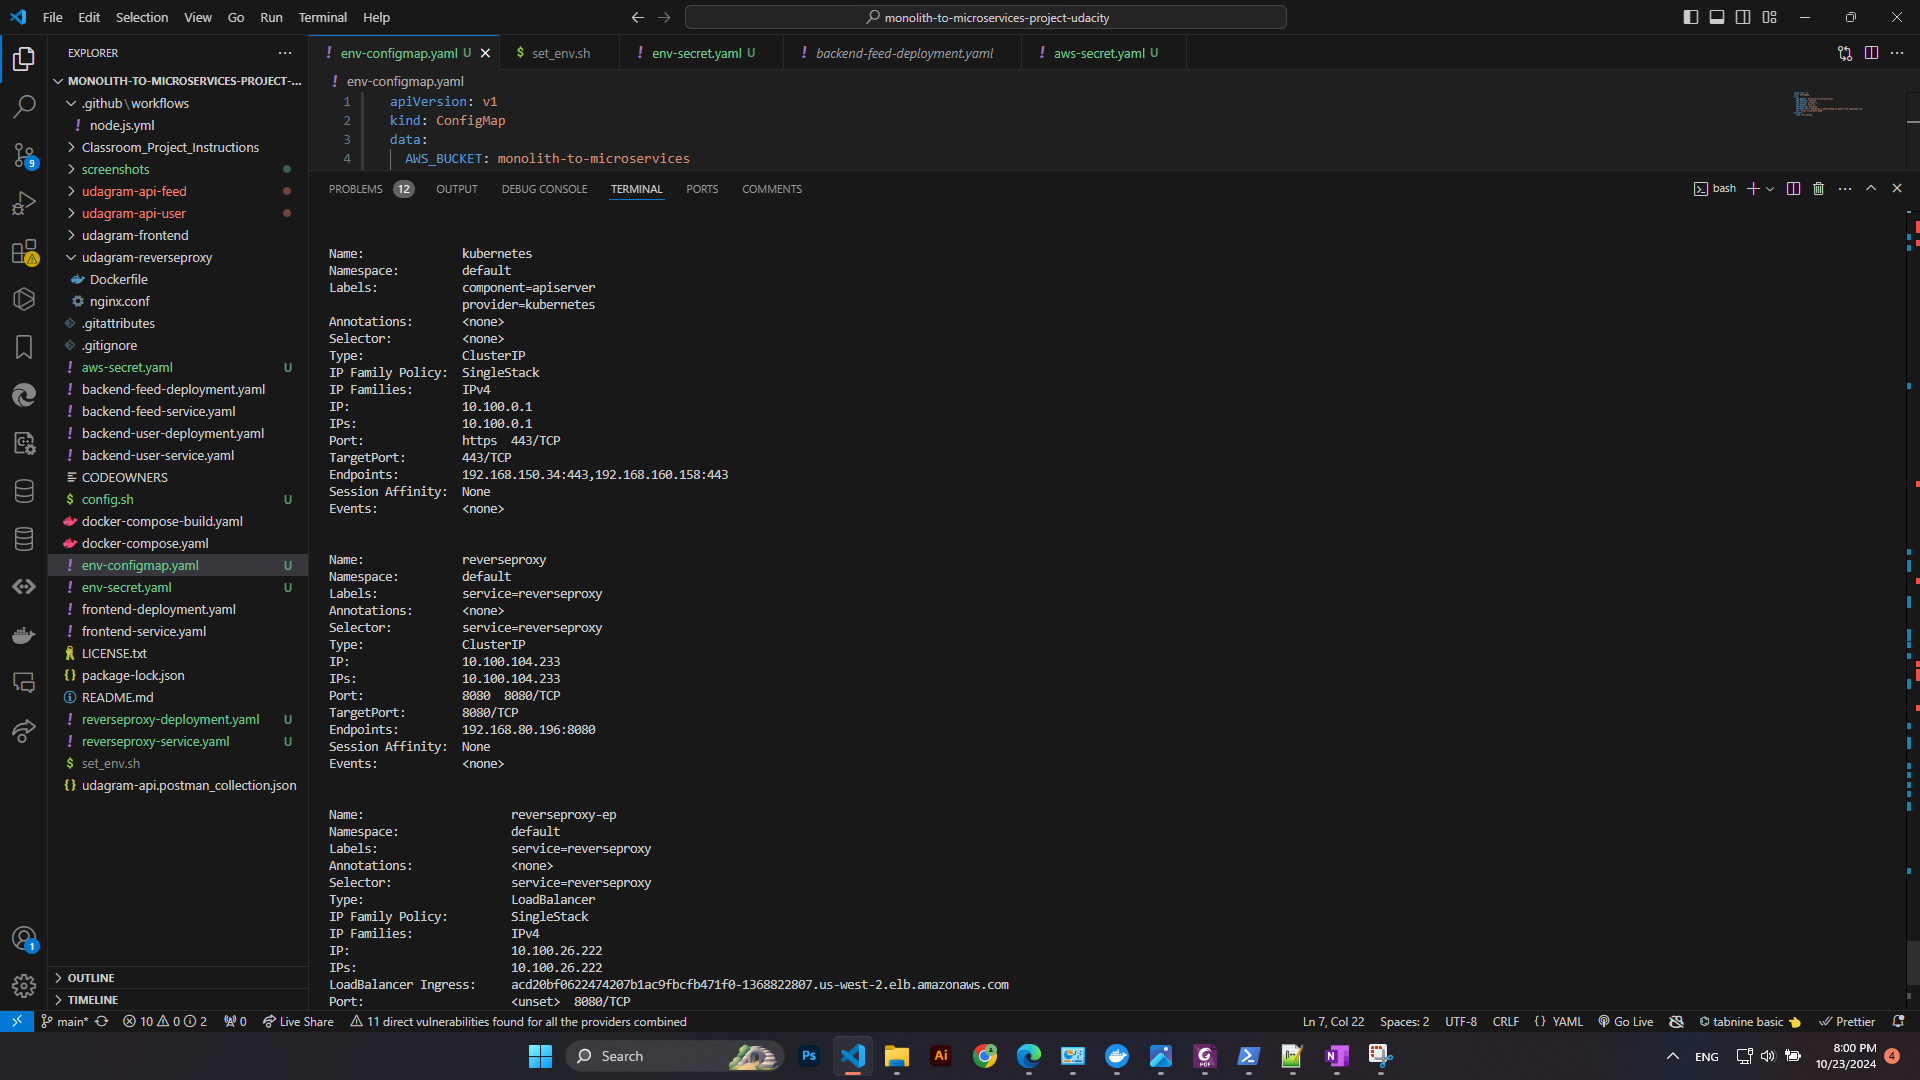 File Edit Selection View Go Run Terminal Help
monolith-to-microservices-project-udacity
EXPLORER
MONOLITH-TO-MICROSERVICES-PROJECT-...
.github\workflows
node.js.yml
Classroom_Project_Instructions
screenshots
udagram-api-feed
udagram-api-user
udagram-frontend
udagram-reverseproxy
Dockerfile
nginx.conf
.gitattributes
.gitignore
aws-secret.yaml U
backend-feed-deployment.yaml
backend-feed-service.yaml
backend-user-deployment.yaml
backend-user-service.yaml
CODEOWNERS
config.sh U
docker-compose-build.yaml
docker-compose.yaml
env-configmap.yaml U
env-secret.yaml U
frontend-deployment.yaml
frontend-service.yaml
LICENSE.txt
package-lock.json
README.md
reverseproxy-deployment.yaml U
reverseproxy-service.yaml U
set_env.sh
udagram-api.postman_collection.json
OUTLINE
TIMELINE
9
1
env-configmap.yaml U set_env.sh env-secret.yaml U backend-feed-deployment.yaml aws-secret.yaml U
env-configmap.yaml
1 apiVersion: v1
2 kind: ConfigMap
3 data:
4 AWS_BUCKET: monolith-to-microservices
PROBLEMS 12 OUTPUT DEBUG CONSOLE TERMINAL PORTS COMMENTS
bash
Name: kubernetes
Namespace: default
Labels: component=apiserver
provider=kubernetes
Annotations: <none>
Selector: <none>
Type: ClusterIP
IP Family Policy: SingleStack
IP Families: IPv4
IP: 10.100.0.1
IPs: 10.100.0.1
Port: https 443/TCP
TargetPort: 443/TCP
Endpoints: 192.168.150.34:443,192.168.160.158:443
Session Affinity: None
Events: <none>
Name: reverseproxy
Namespace: default
Labels: service=reverseproxy
Annotations: <none>
Selector: service=reverseproxy
Type: ClusterIP
IP: 10.100.104.233
IPs: 10.100.104.233
Port: 8080 8080/TCP
TargetPort: 8080/TCP
Endpoints: 192.168.80.196:8080
Session Affinity: None
Events: <none>
Name: reverseproxy-ep
Namespace: default
Labels: service=reverseproxy
Annotations: <none>
Selector: service=reverseproxy
Type: LoadBalancer
IP Family Policy: SingleStack
IP Families: IPv4
IP: 10.100.26.222
IPs: 10.100.26.222
LoadBalancer Ingress: acd20bf0622474207b1ac9fbcfb471f0-1368822807.us-west-2.elb.amazonaws.com
Port: <unset> 8080/TCP
main* 10 0 2 0 Live Share 11 direct vulnerabilities found for all the providers combined
Ln 7, Col 22 Spaces: 2 UTF-8 CRLF {} YAML Go Live tabnine basic Prettier
Search
Ps
Ai
ENG
8:00 PM
10/23/2024
4